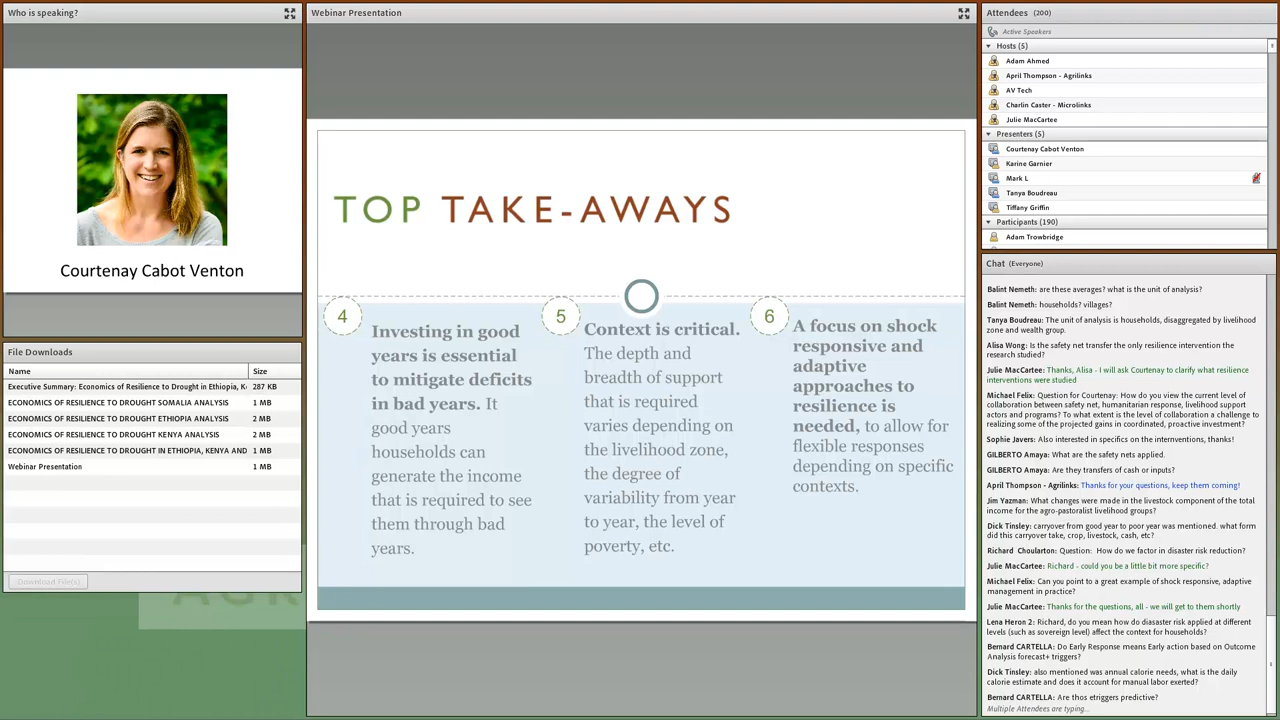 Who is speaking?
Courtenay Cabot Venton
File Downloads
Name Size
Executive Summary: Economics of Resilience to Drought in Ethiopia, K 287 KB
ECONOMICS OF RESILIENCE TO DROUGHT SOMALIA ANALYSIS 1 MB
ECONOMICS OF RESILIENCE TO DROUGHT ETHIOPIA ANALYSIS 2 MB
ECONOMICS OF RESILIENCE TO DROUGHT KENYA ANALYSIS 2 MB
ECONOMICS OF RESILIENCE TO DROUGHT IN ETHIOPIA, KENYA AND 1 MB
Webinar Presentation 1 MB
Download File(s)
AGR
Webinar Presentation
TOP TAKE-AWAYS
4
Investing in good
years is essential
to mitigate deficits
in bad years. It
good years
households can
generate the income
that is required to see
them through bad
years.
5
Context is critical.
The depth and
breadth of support
that is required
varies depending on
the livelihood zone,
the degree of
variability from year
to year, the level of
poverty, etc.
6
A focus on shock
responsive and
adaptive
approaches to
resilience is
needed, to allow for
flexible responses
depending on specific
contexts.
Attendees (200)
Active Speakers
Hosts (5)
Adam Ahmed
April Thompson - Agrilinks
AV Tech
Charlin Caster - Microlinks
Julie MacCartee
Presenters (5)
Courtenay Cabot Venton
Karine Garnier
Mark L
Tanya Boudreau
Tiffany Griffin
Participants (190)
Adam Trowbridge
Chat (Everyone)
Balint Nemeth: are these averages? what is the unit of analysis?
Balint Nemeth: households? villages?
Tanya Boudreau: The unit of analysis is households, disaggregated by livelihood
zone and wealth group.
Alisa Wong: Is the safety net transfer the only resilience intervention the
research studied?
Julie MacCartee: Thanks, Alisa - I will ask Courtenay to clarify what resilience
interventions were studied
Michael Felix: Question for Courtenay: How do you view the current level of
collaboration between safety net, humanitarian response, livelihood support
actors and programs? To what extent is the level of collaboration a challenge to
realizing some of the projected gains in coordinated, proactive investment?
Sophie Javers: Also interested in specifics on the internventions, thanks!
GILBERTO Amaya: What are the safety nets applied.
GILBERTO Amaya: Are they transfers of cash or inputs?
April Thompson - Agrilinks: Thanks for your questions, keep them coming!
Jim Yazman: What changes were made in the livestock component of the total
income for the agro-pastoralist livelihood groups?
Dick Tinsley: carryover from good year to poor year was mentioned. what form
did this carryover take, crop, livestock, cash, etc?
Richard Choularton: Question: How do we factor in disaster risk reduction?
Julie MacCartee: Richard - could you be a little bit more specific?
Michael Felix: Can you point to a great example of shock responsive, adaptive
management in practice?
Julie MacCartee: Thanks for the questions, all - we will get to them shortly
Lena Heron 2: Richard, do you mean how do diasaster risk applied at different
levels (such as sovereign level) affect the context for households?
Bernard CARTELLA: Do Early Response means Early action based on Outcome
Analysis forecast+ triggers?
Dick Tinsley: also mentioned was annual calorie needs, what is the daily
calorie estimate and does it account for manual labor exerted?
Bernard CARTELLA: Are thos etriggers predictive?
Multiple Attendees are typing...